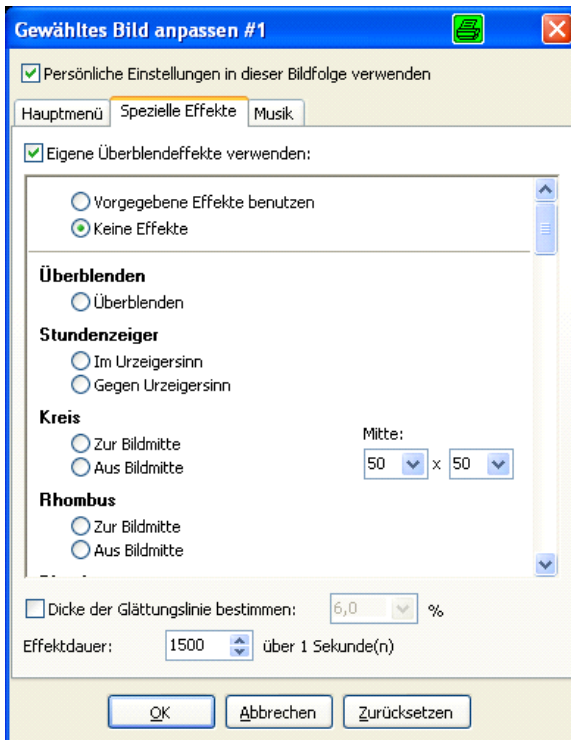 Gewähltes Bild anpassen #1
Persönliche Einstellungen in dieser Bildfolge verwenden
Hauptmenü Spezielle Effekte Musik
Eigene Überblendeffekte verwenden:
Vorgegebene Effekte benutzen
Keine Effekte
Überblenden
Überblenden
Stundenzeiger
Im Urzeigersinn
Gegen Urzeigersinn
Kreis
Zur Bildmitte
Aus Bildmitte
Mitte:
50 x 50
Rhombus
Zur Bildmitte
Aus Bildmitte
Dicke der Glättungslinie bestimmen: 6,0 %
Effektdauer: 1500 über 1 Sekunde(n)
OK Abbrechen Zurücksetzen